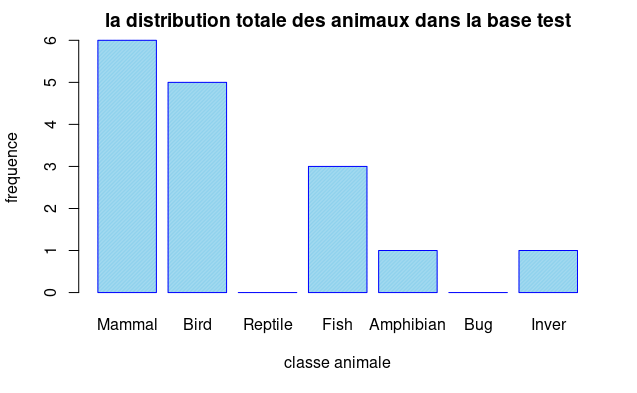 la distribution totale des animaux dans la base test
frequence
6
5
4
3
2
1
0
Mammal Bird Reptile Fish Amphibian Bug Inver
classe animale